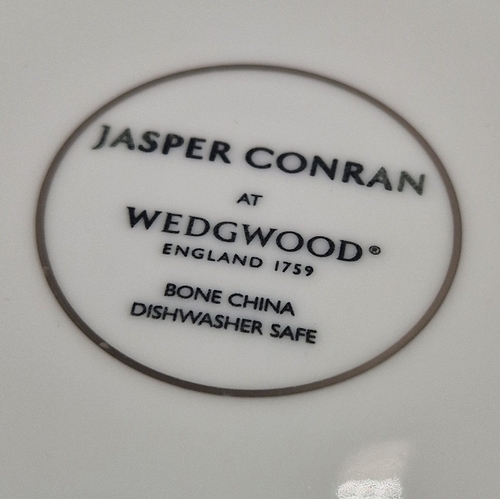 JASPER CONRAN
AT
WEDGWOOD®
ENGLAND 1759
BONE CHINA
DISHWASHER SAFE